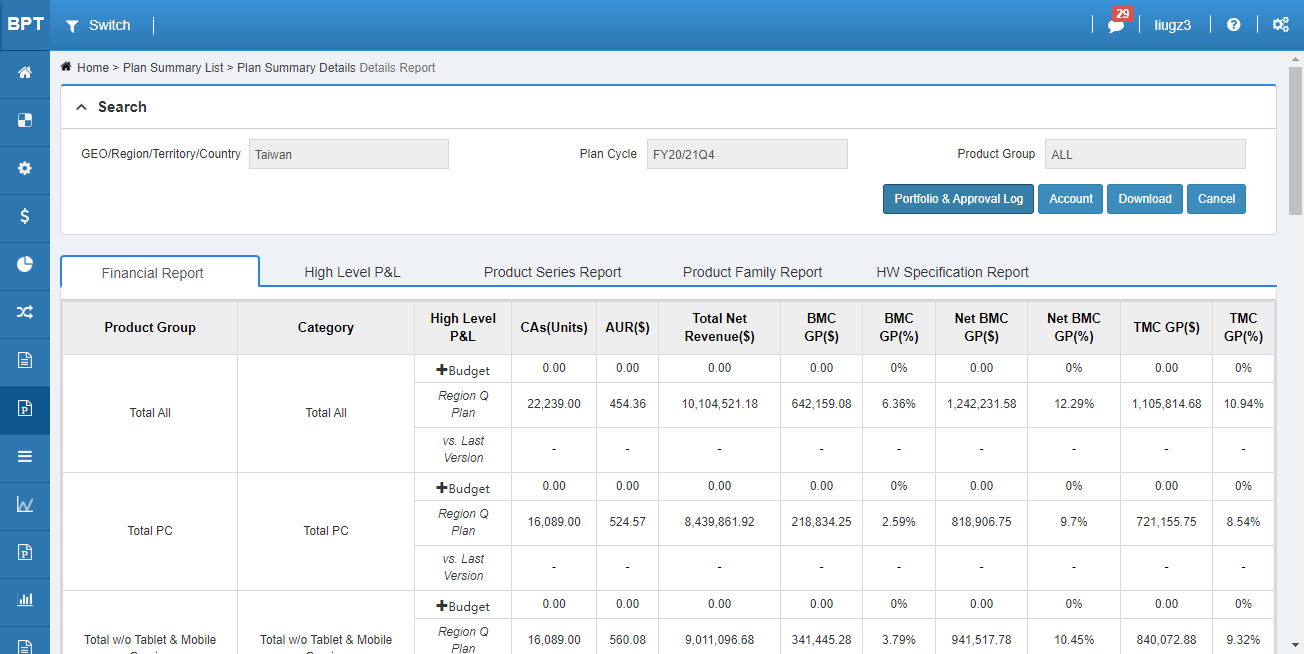 BPT
Switch
29
liugz3
Home > Plan Summary List > Plan Summary Details Details Report
Search
GEO/Region/Territory/Country Taiwan Plan Cycle FY20/21Q4 Product Group ALL
Portfolio & Approval Log Account Download Cancel
Financial Report High Level P&L Product Series Report Product Family Report HW Specification Report
Product Group Category High Level P&L CAs(Units) AUR($) Total Net Revenue($) BMC GP($) BMC GP(%) Net BMC GP($) Net BMC GP(%) TMC GP($) TMC GP(%)
Total All Total All
Budget 0.00 0.00 0.00 0.00 0% 0.00 0% 0.00 0%
Region Q Plan 22,239.00 454.36 10,104,521.18 642,159.08 6.36% 1,242,231.58 12.29% 1,105,814.68 10.94%
vs. Last Version - - - - - - - - -
Total PC Total PC
Budget 0.00 0.00 0.00 0.00 0% 0.00 0% 0.00 0%
Region Q Plan 16,089.00 524.57 8,439,861.92 218,834.25 2.59% 818,906.75 9.7% 721,155.75 8.54%
vs. Last Version - - - - - - - - -
Total w/o Tablet & Mobile Total w/o Tablet & Mobile
Budget 0.00 0.00 0.00 0.00 0% 0.00 0% 0.00 0%
Region Q Plan 16,089.00 560.08 9,011,096.68 341,445.28 3.79% 941,517.78 10.45% 840,072.88 9.32%